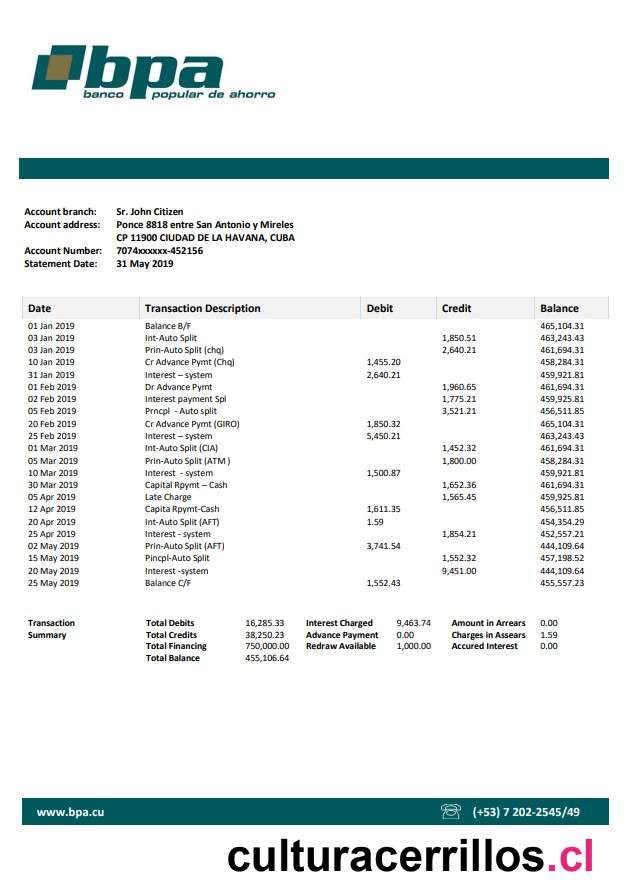 bpa
banco popular de ahorro
Account branch: Sr. John Citizen
Account address: Ponce 8818 entre San Antonio y Mireles
CP 11900 CIUDAD DE LA HAVANA, CUBA
Account Number: 7074xxxxxx-452156
Statement Date: 31 May 2019
Date Transaction Description Debit Credit Balance
01 Jan 2019 Balance B/F 465,104.31
03 Jan 2019 Int-Auto Split 1,850.51 463,243.43
03 Jan 2019 Prin-Auto Split (chq) 2,640.21 461,694.31
10 Jan 2019 Cr Advance Pymt (Chq) 1,455.20 458,284.31
31 Jan 2019 Interest – system 2,640.21 459,921.81
01 Feb 2019 Dr Advance Pymt 1,960.65 461,694.31
02 Feb 2019 Interest payment Spl 1,775.21 459,925.81
05 Feb 2019 Prncpl - Auto split 3,521.21 456,511.85
20 Feb 2019 Cr Advance Pymt (GIRO) 1,850.32 465,104.31
25 Feb 2019 Interest – system 5,450.21 463,243.43
01 Mar 2019 Int-Auto Split (CIA) 1,452.32 461,694.31
05 Mar 2019 Prin-Auto Split (ATM ) 1,800.00 458,284.31
10 Mar 2019 Interest - system 1,500.87 459,921.81
30 Mar 2019 Capital Rpymt – Cash 1,652.36 461,694.31
05 Apr 2019 Late Charge 1,565.45 459,925.81
12 Apr 2019 Capita Rpymt-Cash 1,611.35 456,511.85
20 Apr 2019 Int-Auto Split (AFT) 1.59 454,354.29
25 Apr 2019 Interest - system 1,854.21 452,557.21
02 May 2019 Prin-Auto Split (AFT) 3,741.54 444,109.64
15 May 2019 Pincpl-Auto Split 1,552.32 457,198.52
20 May 2019 Interest -system 9,451.00 444,109.64
25 May 2019 Balance C/F 1,552.43 455,557.23
Transaction Total Debits 16,285.33 Interest Charged 9,463.74 Amount in Arrears 0.00
Summary Total Credits 38,250.23 Advance Payment 0.00 Charges in Assears 1.59
Total Financing 750,000.00 Redraw Available 1,000.00 Accured Interest 0.00
Total Balance 455,106.64
www.bpa.cu (+53) 7 202-2545/49
culturacerrillos.cl